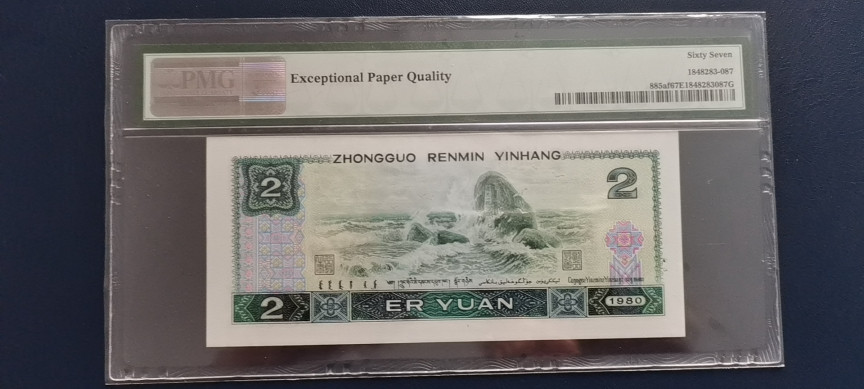 PMG
Exceptional Paper Quality
Sixty Seven
1848283-087
885af67E1848283087G
ZHONGGUO RENMIN YINHANG
2
2
2
ER YUAN
1980